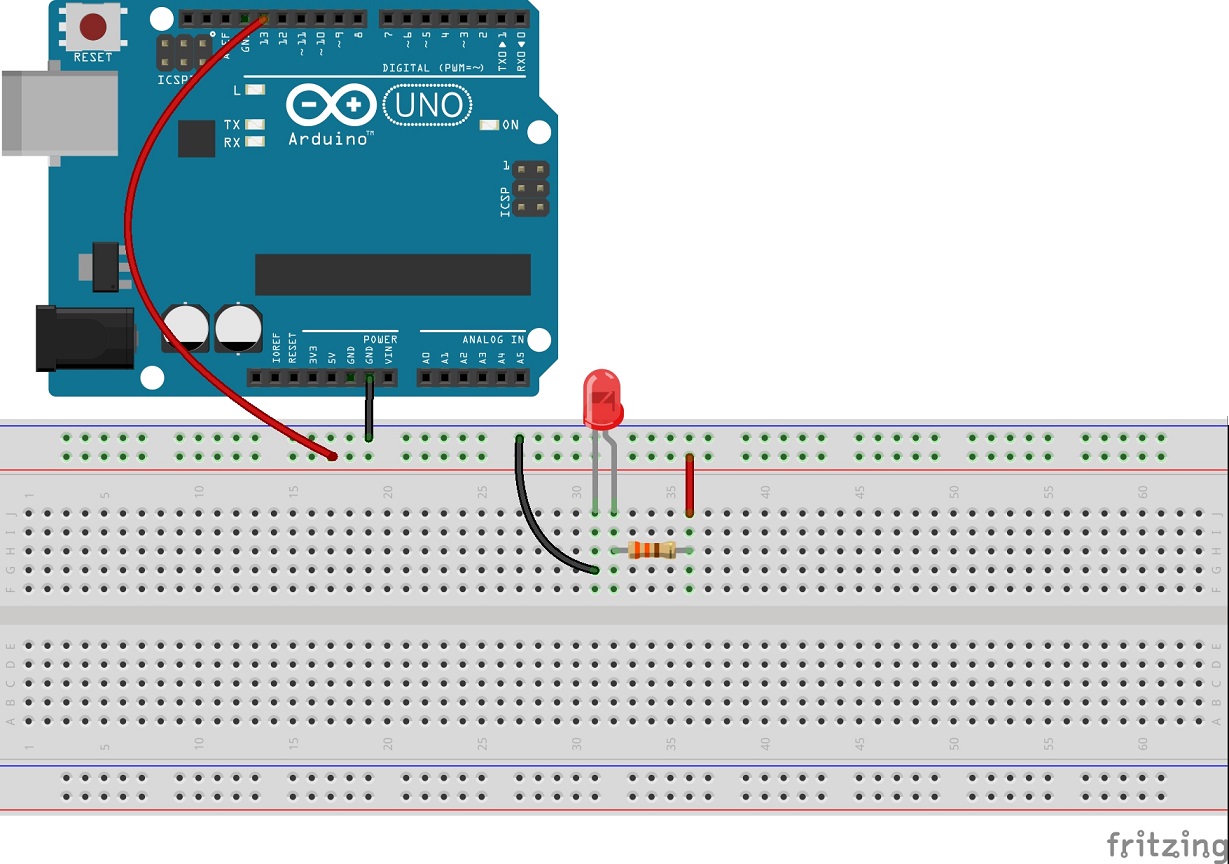 RESET
ICSP
GND 13 12 ~11 ~10 ~9 8 7 ~6 ~5 4 ~3 2 TX0▶1 RX0◀0
DIGITAL (PWM=~)
L
TX
RX
UNO
Arduino™
ON
1
ICSP
POWER
ANALOG IN
IOREF RESET 3V3 5V GND GND VIN A0 A1 A2 A3 A4 A5
1 5 10 15 20 25 30 35 40 45 50 55 60
J J
I I
H H
G G
F F
E E
D D
C C
B B
A A
1 5 10 15 20 25 30 35 40 45 50 55 60
fritzing